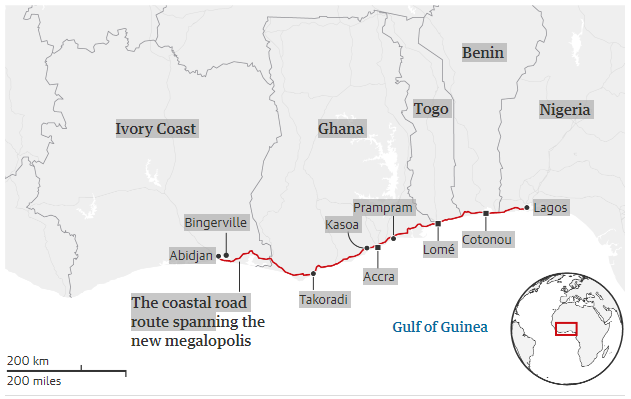 Benin
Togo
Nigeria
Ivory Coast
Ghana
Prampram
Lagos
Bingerville
Kasoa
Cotonou
Abidjan
Lomé
Accra
Takoradi
The coastal road
route spanning the
new megalopolis
Gulf of Guinea
200 km
200 miles